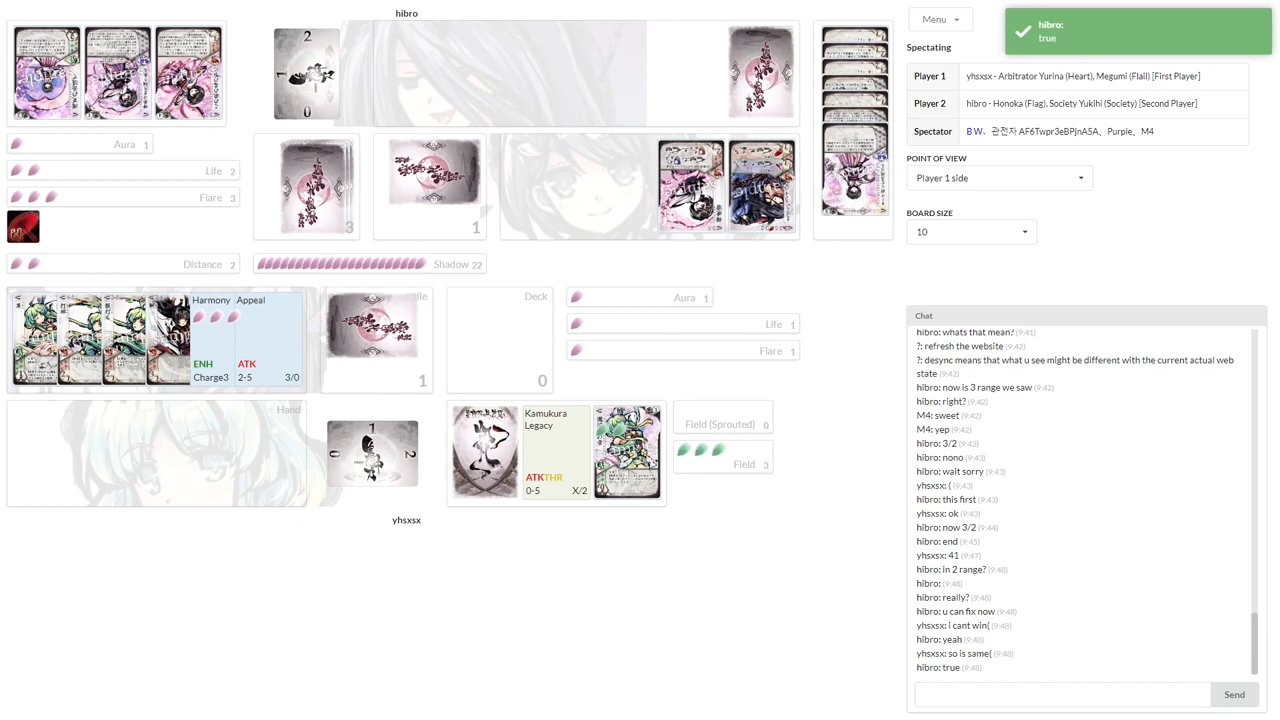 hibro
2
0
Aura 1
Life 2
Flare 3
3
1
Distance 2
Shadow 22
Harmony
Appeal
ENH
ATK
Charge3
2-5
3/0
1
Deck
0
Aura 1
Life 1
Flare 1
Hand
1
0
2
Kamukura
Legacy
ATKTHR
0-5
X/2
Field (Sprouted) 0
Field 3
yhsxsx
Menu
hibro:
true
Spectating
Player 1
yhsxsx - Arbitrator Yurina (Heart), Megumi (Flail) [First Player]
Player 2
hibro - Honoka (Flag), Society Yukihi (Society) [Second Player]
Spectator
B W、관전자 AF6Twpr3eBPjnA5A、Purple、M4
POINT OF VIEW
Player 1 side
BOARD SIZE
10
Chat
hibro: whats that mean? (9:41)
?: refresh the website (9:42)
?: desync means that what u see might be different with the current actual web
state (9:42)
hibro: now is 3 range we saw (9:42)
hibro: right? (9:42)
M4: sweet (9:42)
M4: yep (9:42)
hibro: 3/2 (9:43)
hibro: nono (9:43)
hibro: wait sorry (9:43)
yhsxsx: ( (9:43)
hibro: this first (9:43)
yhsxsx: ok (9:43)
hibro: now 3/2 (9:44)
hibro: end (9:45)
yhsxsx: 41 (9:47)
hibro: in 2 range? (9:48)
hibro: (9:48)
hibro: really? (9:48)
hibro: u can fix now (9:48)
yhsxsx: i cant win( (9:48)
hibro: yeah (9:48)
yhsxsx: so is same( (9:48)
hibro: true (9:48)
Send